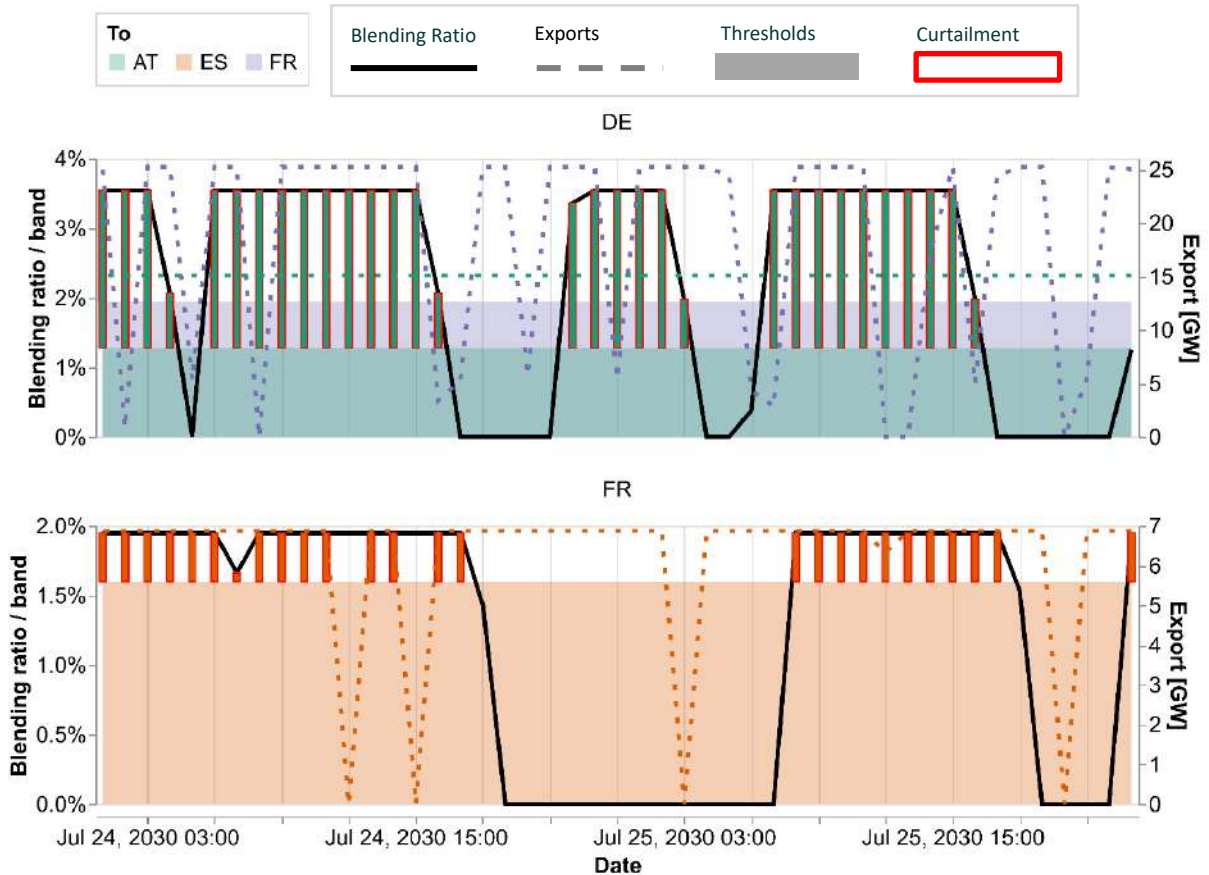 To
AT ES FR
Blending Ratio Exports Thresholds Curtailment
DE
Blending ratio / band
4%
3%
2%
1%
0%
25
20
15
10
5
0
Export [GW]
FR
Blending ratio / band
2.0%
1.5%
1.0%
0.5%
0.0%
7
6
5
4
3
2
1
0
Export [GW]
Jul 24, 2030 03:00 Jul 24, 2030 15:00 Jul 25, 2030 03:00 Jul 25, 2030 15:00
Date